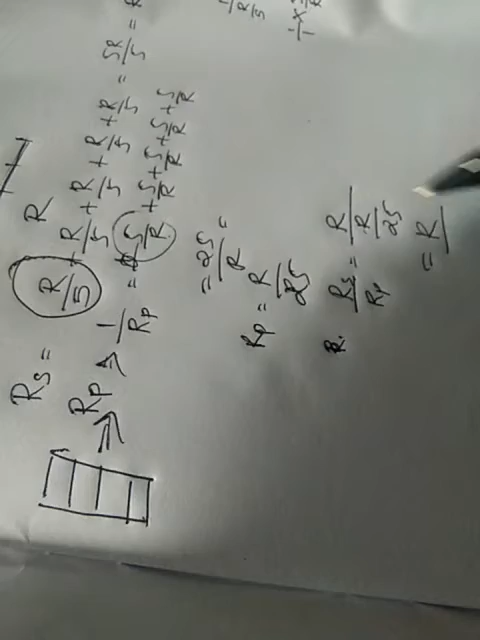 Rs = R/5 + R/5 + R/5 + R/5 + R/5 = 5R/5 = R
R
Rp => 1/Rp = 5/R + 5/R + 5/R + 5/R + 5/R
= 25/R =
Rp = R/25
Rs/Rp = R/R/25
= R/